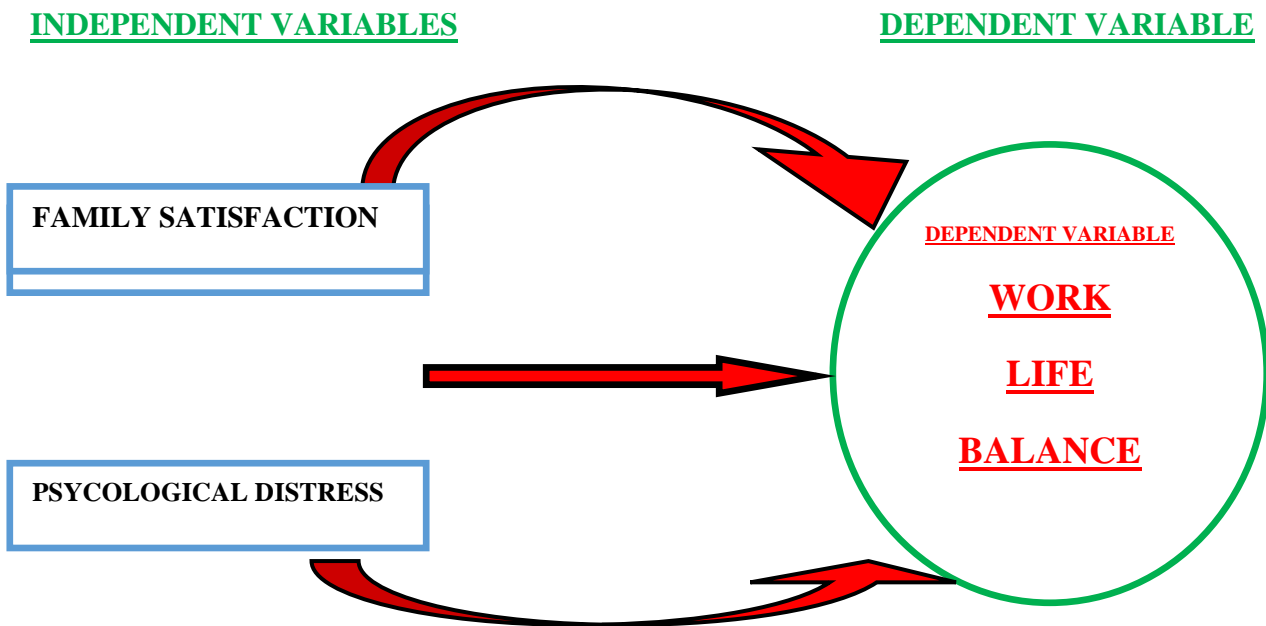 INDEPENDENT VARIABLES
DEPENDENT VARIABLE
FAMILY SATISFACTION
PSYCOLOGICAL DISTRESS
DEPENDENT VARIABLE
WORK
LIFE
BALANCE